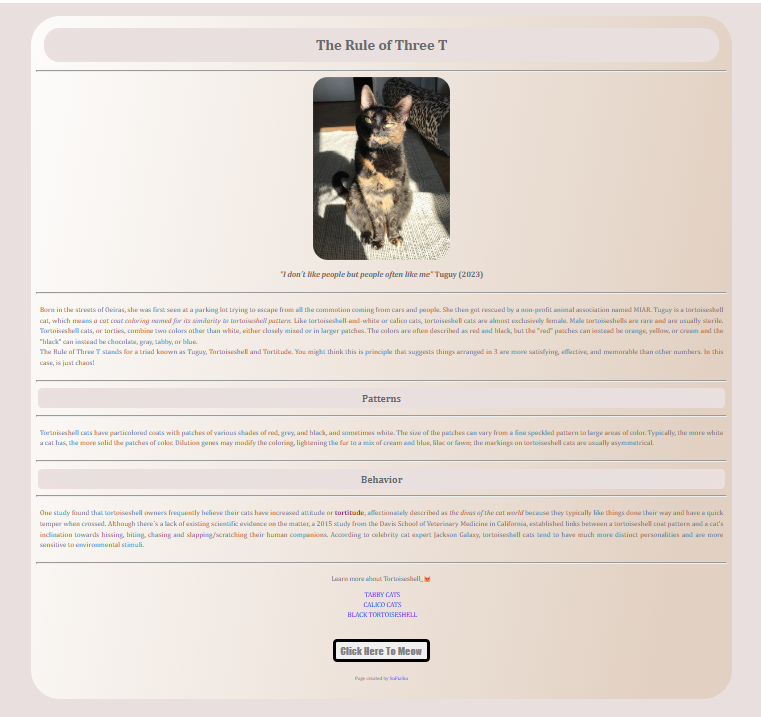 The Rule of Three T
"I don't like people but people often like me" Tuguy (2023)
Born in the streets of Oeiras, she was first seen at a parking lot trying to escape from all the commotion coming from cars and people. She then got rescued by a non-profit animal association named MIAR. Tuguy is a tortoiseshell
cat, which means a cat coat coloring named for its similarity to tortoiseshell pattern. Like tortoiseshell-and-white or calico cats, tortoiseshell cats are almost exclusively female. Male tortoiseshells are rare and are usually sterile.
Tortoiseshell cats, or torties, combine two colors other than white, either closely mixed or in larger patches. The colors are often described as red and black, but the "red" patches can instead be orange, yellow, or cream and the
"black" can instead be chocolate, gray, tabby, or blue.
The Rule of Three T stands for a triad known as Tuguy, Tortoiseshell and Tortitude. You might think this is principle that suggests things arranged in 3 are more satisfying, effective, and memorable than other numbers. In this
case, is just chaos!
Patterns
Tortoiseshell cats have particolored coats with patches of various shades of red, grey, and black, and sometimes white. The size of the patches can vary from a fine speckled pattern to large areas of color. Typically, the more white
a cat has, the more solid the patches of color. Dilution genes may modify the coloring, lightening the fur to a mix of cream and blue, lilac or fawn; the markings on tortoiseshell cats are usually asymmetrical.
Behavior
One study found that tortoiseshell owners frequently believe their cats have increased attitude or tortitude, affectionately described as the divas of the cat world because they typically like things done their way and have a quick
temper when crossed. Although there's a lack of existing scientific evidence on the matter, a 2015 study from the Davis School of Veterinary Medicine in California, established links between a tortoiseshell coat pattern and a cat's
inclination towards hissing, biting, chasing and slapping/scratching their human companions. According to celebrity cat expert Jackson Galaxy, tortoiseshell cats tend to have much more distinct personalities and are more
sensitive to environmental stimuli.
Learn more about Tortoiseshell_
TABBY CATS
CALICO CATS
BLACK TORTOISESHELL
Click Here To Meow
Page created by